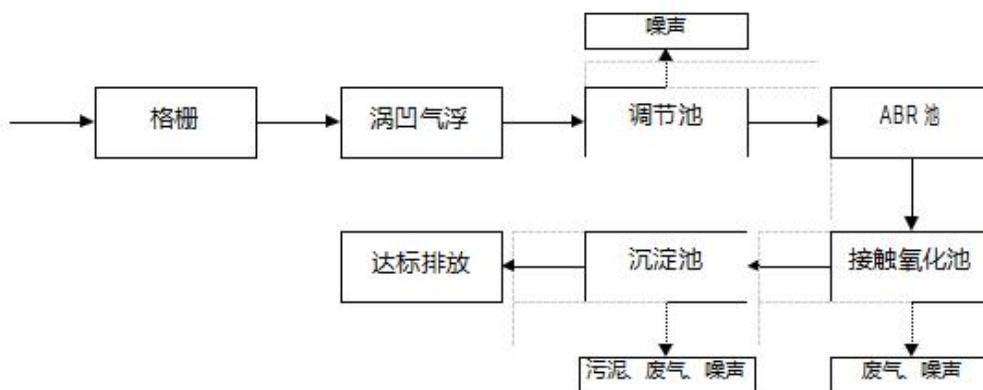 噪声
格栅
涡凹气浮
调节池
ABR 池
达标排放
沉淀池
接触氧化池
污泥、废气、噪声
废气、噪声